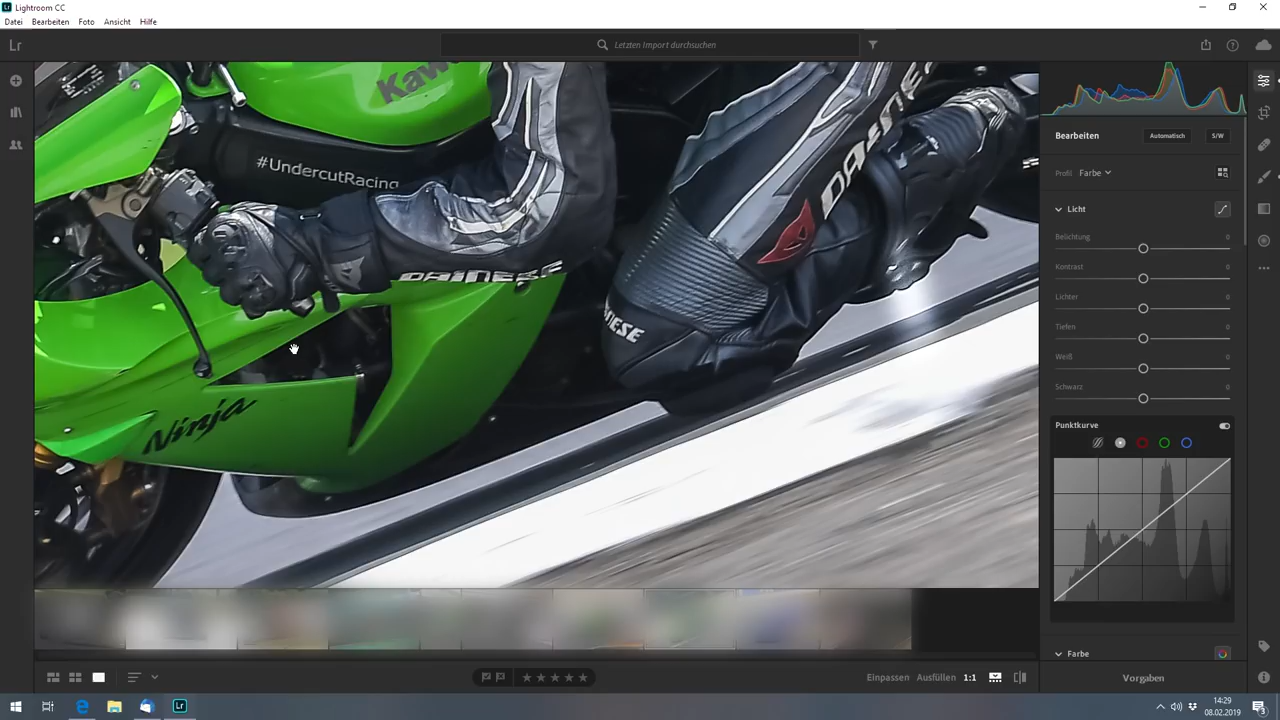 Lightroom CC
Datei Bearbeiten Foto Ansicht Hilfe
Lr
Letzten Import durchsuchen
Bearbeiten Automatisch S/W
Profil Farbe
Licht
Belichtung 0
Kontrast 0
Lichter 0
Tiefen 0
Weiß 0
Schwarz 0
Punktkurve
Farbe
#UndercutRacing
DAINESE
DAINE
Ninja
Einpassen Ausfüllen 1:1
Vorgaben
Lr
14:29
08.02.2019
3